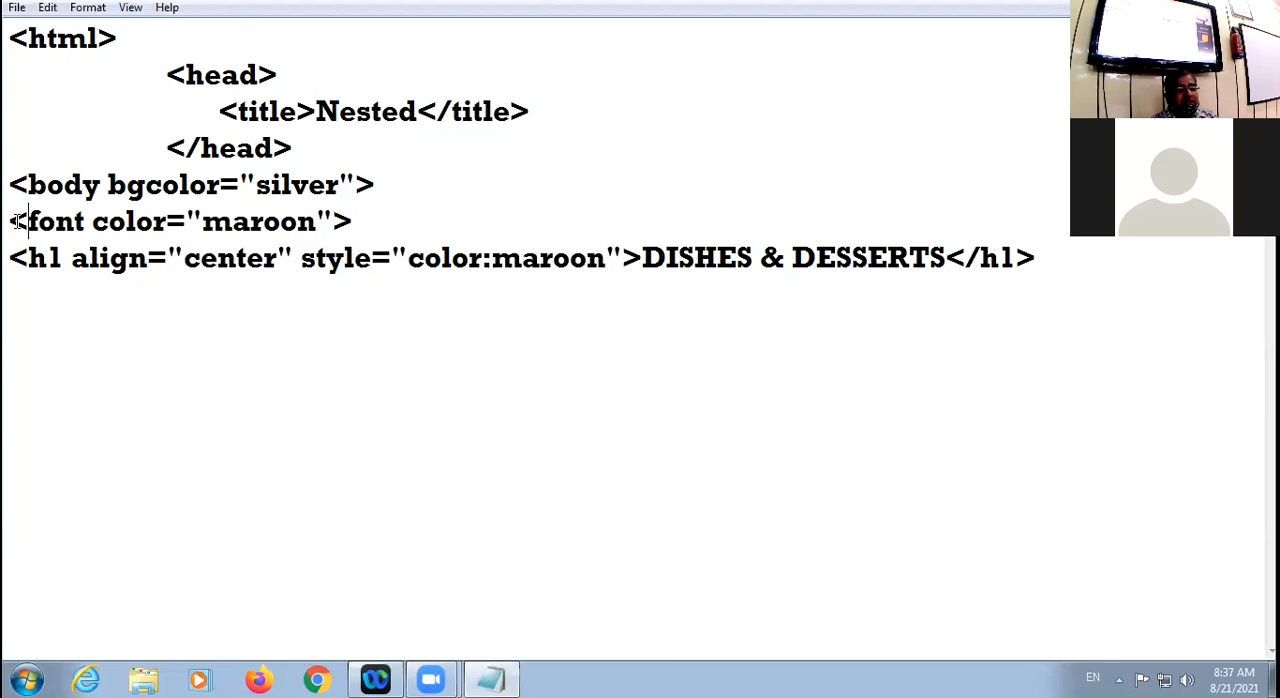 File Edit Format View Help
<html>
<head>
<title>Nested</title>
</head>
<body bgcolor="silver">
<font color="maroon">
<h1 align="center" style="color:maroon">DISHES & DESSERTS</h1>
EN
8:37 AM
8/21/2021